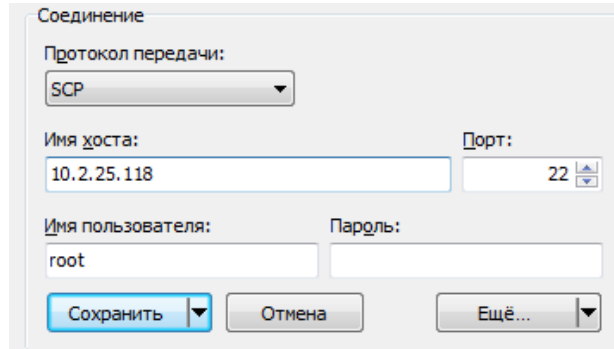 Соединение
Протокол передачи:
SCP
Имя хоста: Порт:
10.2.25.118 22
Имя пользователя: Пароль:
root
Сохранить Отмена Ещё...